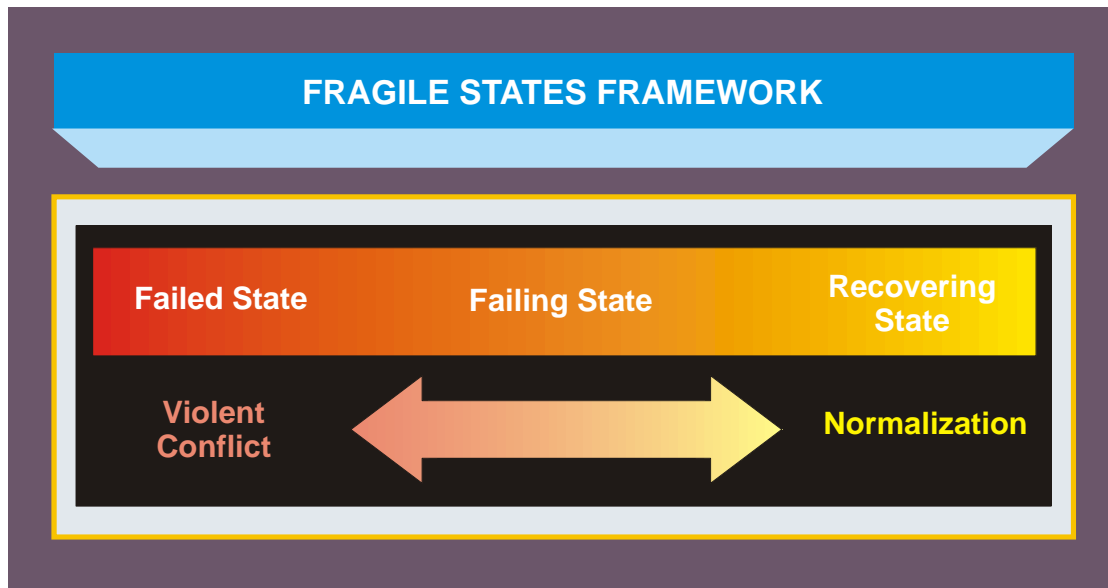 FRAGILE STATES FRAMEWORK
Failed State
Failing State
Recovering
State
Violent
Conflict
Normalization